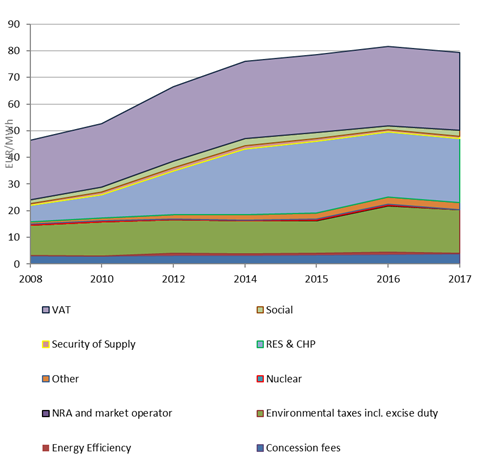 90
80
70
60
50
40
30
20
10
0
EUR/MWh
2008 2010 2012 2014 2015 2016 2017
VAT Social
Security of Supply RES & CHP
Other Nuclear
NRA and market operator Environmental taxes incl. excise duty
Energy Efficiency Concession fees